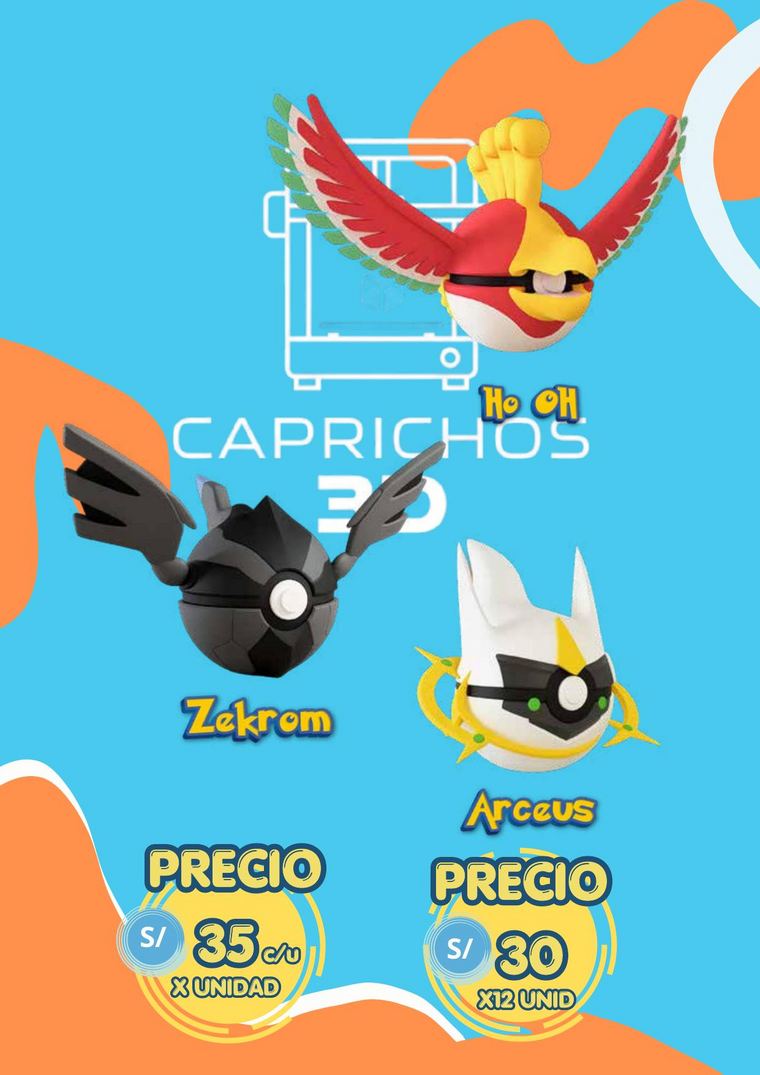 Ho OH
CAPRICHOS
3D
Zekrom
Arceus
PRECIO
S/ 35 c/u
X UNIDAD
PRECIO
S/ 30
X12 UNID